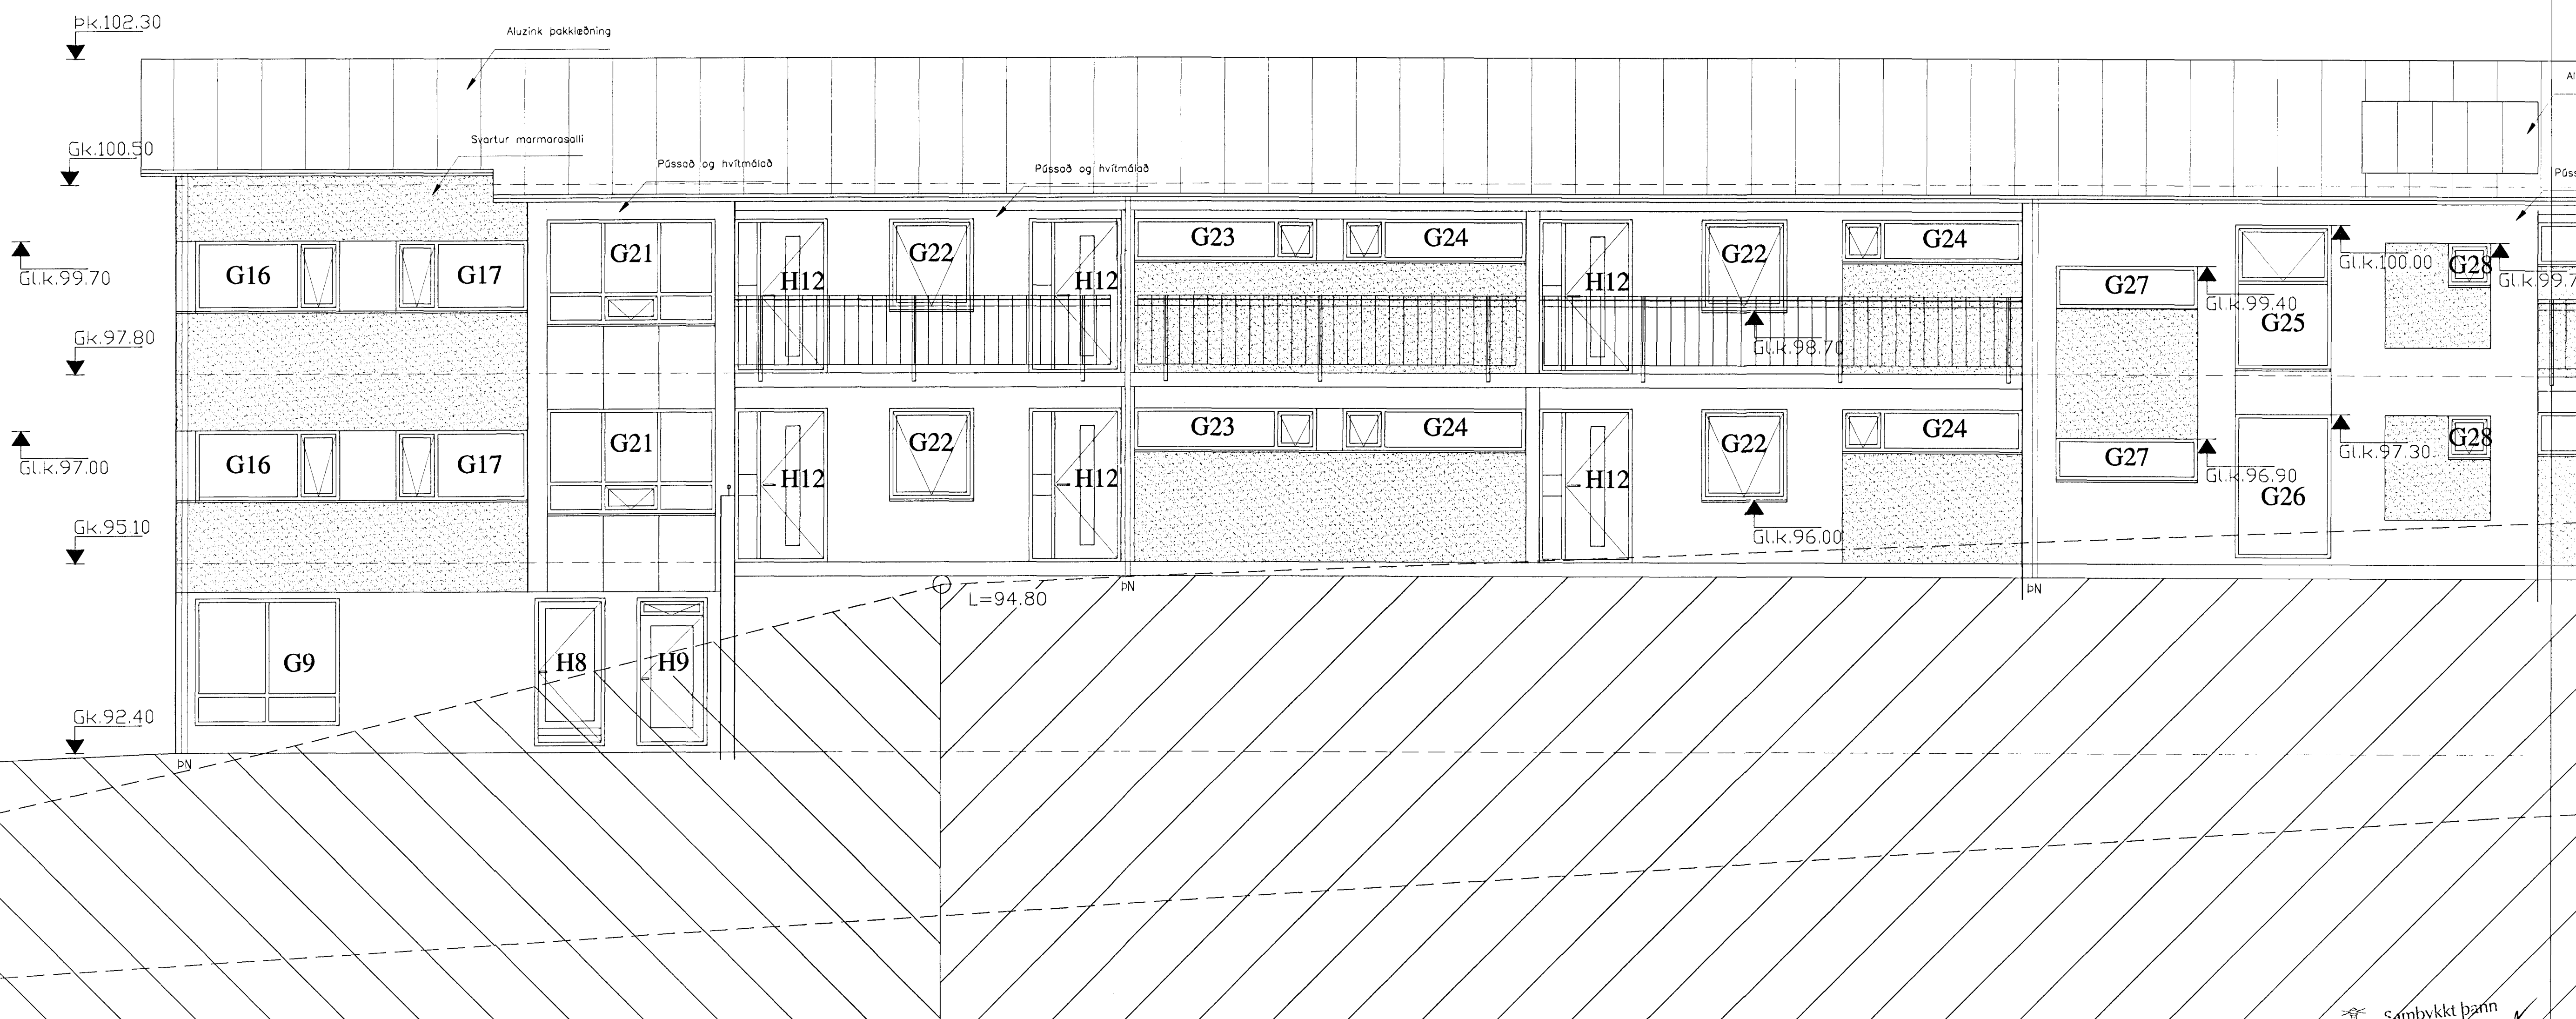 Þk.102.30
Aluzink þakklæðning
Svartur marmarasalli
Gk.100.50
Pússað og hvítmálað
Pússað og hvítmálað
G21
G22
G23
G24
G22
G24
G16
G17
H12
H12
H12
G27
G25
G28
Gl.k.99.70
Gl.k.100.00
Gl.k.99.40
Gk.97.80
Gl.k.98.70
G21
G22
G23
G24
G22
G24
G16
G17
H12
H12
H12
G27
G26
G28
Gl.k.97.00
Gl.k.97.30
Gl.k.96.90
Gk.95.10
Gl.k.96.00
L=94.80
ÞN
ÞN
G9
H8
H9
Gk.92.40
ÞN
Samþykkt þann